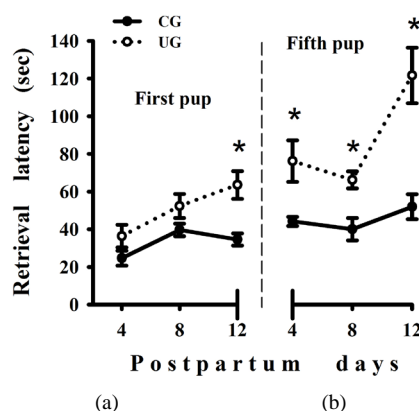 CG
UG
Retrieval latency (sec)
140
120
100
80
60
40
20
0
First pup
Fifth pup
*
*
*
*
4
8
12
4
8
12
Postpartum days
(a)
(b)